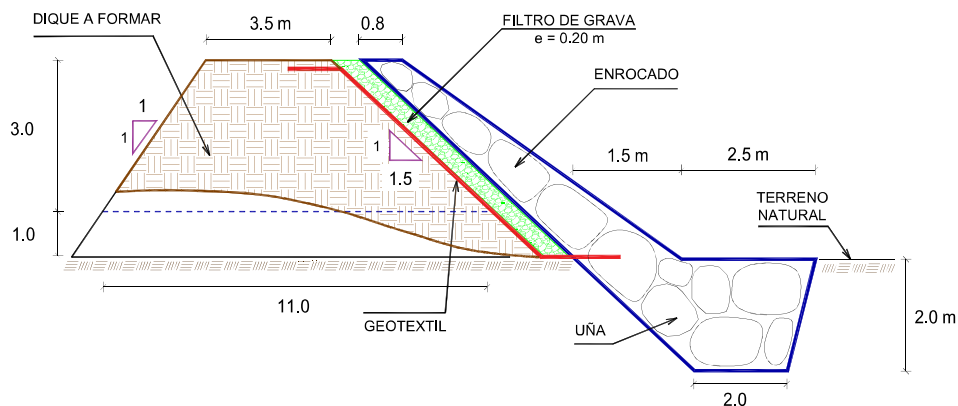 DIQUE A FORMAR
3.5 m
0.8
FILTRO DE GRAVA
e = 0.20 m
ENROCADO
1
1
3.0
1
1.5
1.5 m
2.5 m
TERRENO
NATURAL
1.0
11.0
GEOTEXTIL
UÑA
2.0 m
2.0